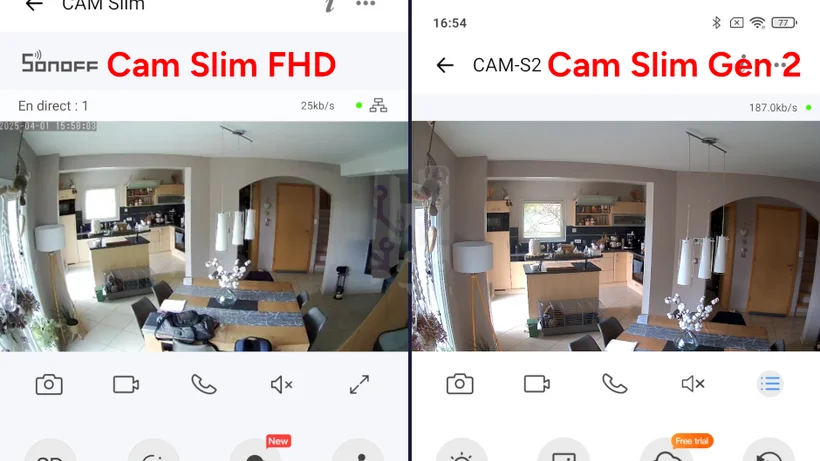 CAM Slim
SONOFF Cam Slim FHD
En direct : 1
25kb/s
2025-04-01 15:58:03
New
16:54
77
CAM-S2 Cam Slim Gen 2
187.0kb/s
Free trial